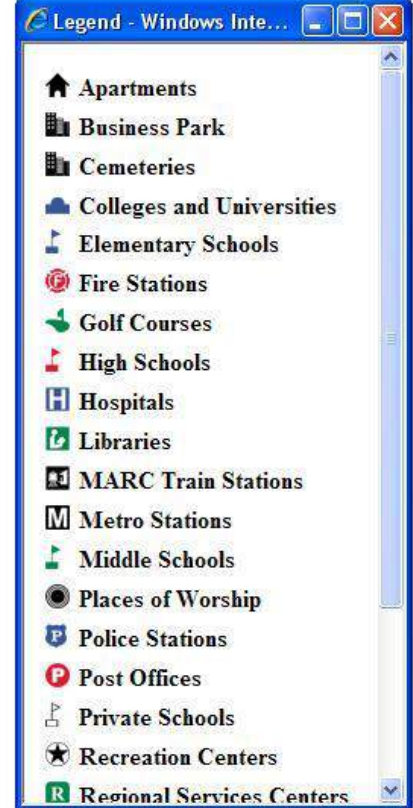 Legend - Windows Inte...
Apartments
Business Park
Cemeteries
Colleges and Universities
Elementary Schools
F Fire Stations
Golf Courses
High Schools
H Hospitals
Libraries
MARC Train Stations
M Metro Stations
Middle Schools
Places of Worship
P Police Stations
P Post Offices
Private Schools
Recreation Centers
R Regional Services Centers